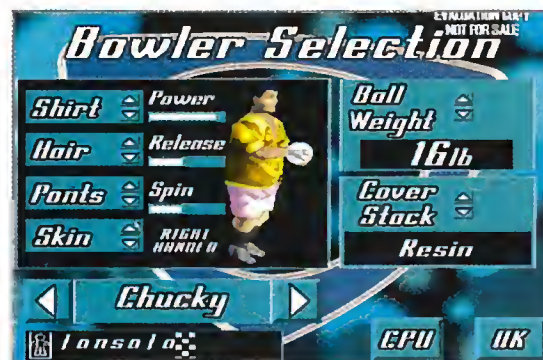 EVALUATION COPY
NOT FOR SALE
Bowler Selection
Shirt
Hair
Pants
Skin
Power
Release
Spin
RIGHT
HANDED
Ball
Weight
16lb
Cover
Stack
Resin
Chucky
CPU
OK